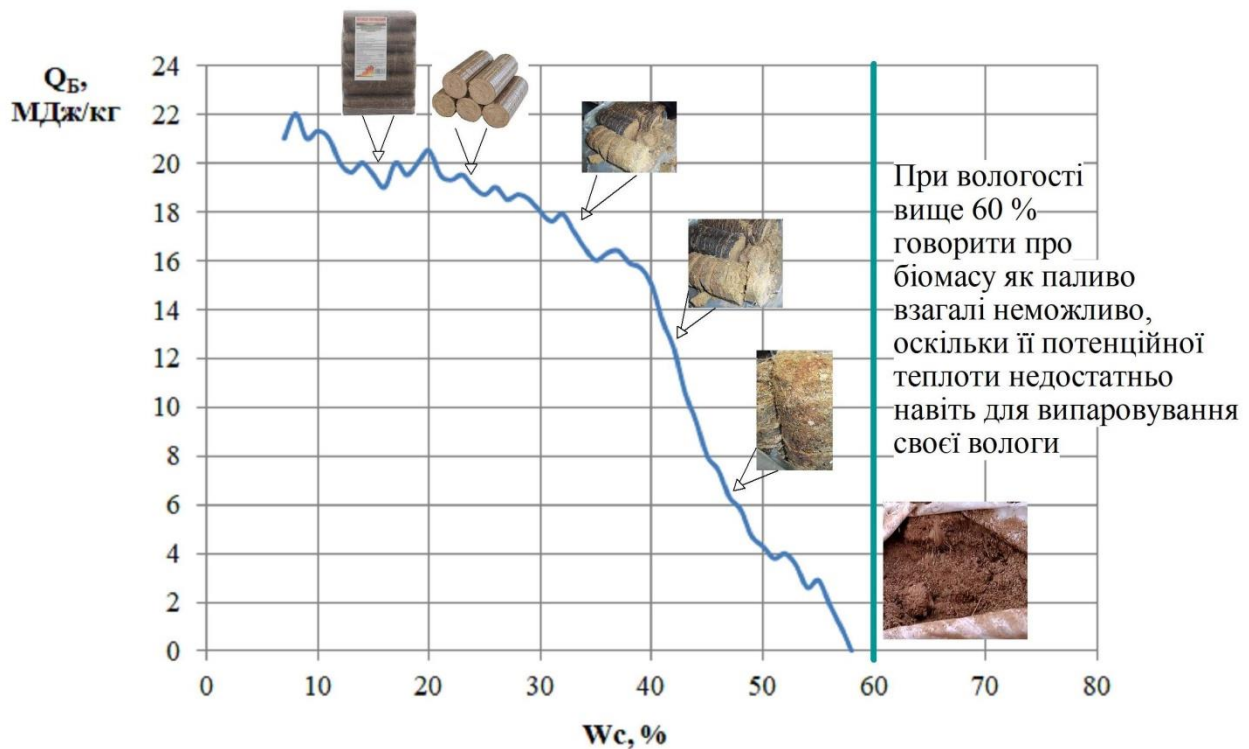 Q_Б,
МДж/кг
24
22
20
18
16
14
12
10
8
6
4
2
0
0 10 20 30 40 50 60 70 80
Wc, %
При вологості
вище 60 %
говорити про
біомасу як паливо
взагалі неможливо,
оскільки її потенційної
теплоти недостатньо
навіть для випаровування
своєї вологи